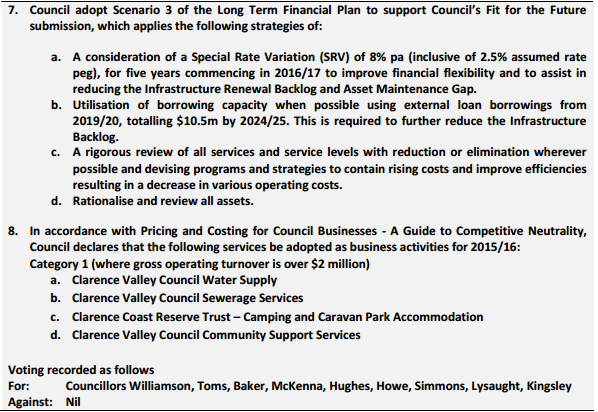 7. Council adopt Scenario 3 of the Long Term Financial Plan to support Council's Fit for the Future
submission, which applies the following strategies of:
a. A consideration of a Special Rate Variation (SRV) of 8% pa (inclusive of 2.5% assumed rate
peg), for five years commencing in 2016/17 to improve financial flexibility and to assist in
reducing the Infrastructure Renewal Backlog and Asset Maintenance Gap.
b. Utilisation of borrowing capacity when possible using external loan borrowings from
2019/20, totalling $10.5m by 2024/25. This is required to further reduce the Infrastructure
Backlog.
c. A rigorous review of all services and service levels with reduction or elimination wherever
possible and devising programs and strategies to contain rising costs and improve efficiencies
resulting in a decrease in various operating costs.
d. Rationalise and review all assets.
8. In accordance with Pricing and Costing for Council Businesses - A Guide to Competitive Neutrality,
Council declares that the following services be adopted as business activities for 2015/16:
Category 1 (where gross operating turnover is over $2 million)
a. Clarence Valley Council Water Supply
b. Clarence Valley Council Sewerage Services
c. Clarence Coast Reserve Trust – Camping and Caravan Park Accommodation
d. Clarence Valley Council Community Support Services
Voting recorded as follows
For: Councillors Williamson, Toms, Baker, McKenna, Hughes, Howe, Simmons, Lysaught, Kingsley
Against: Nil